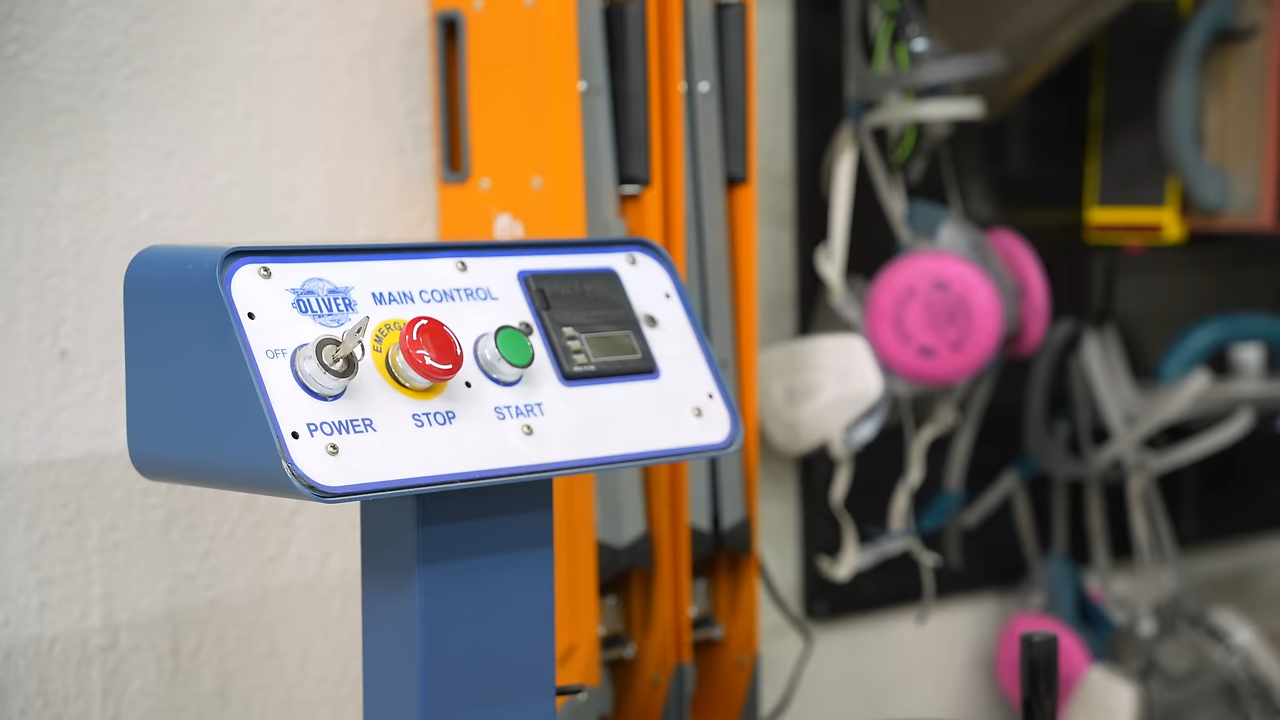 OLIVER
MAIN CONTROL
OFF
EMERG
POWER
STOP
START